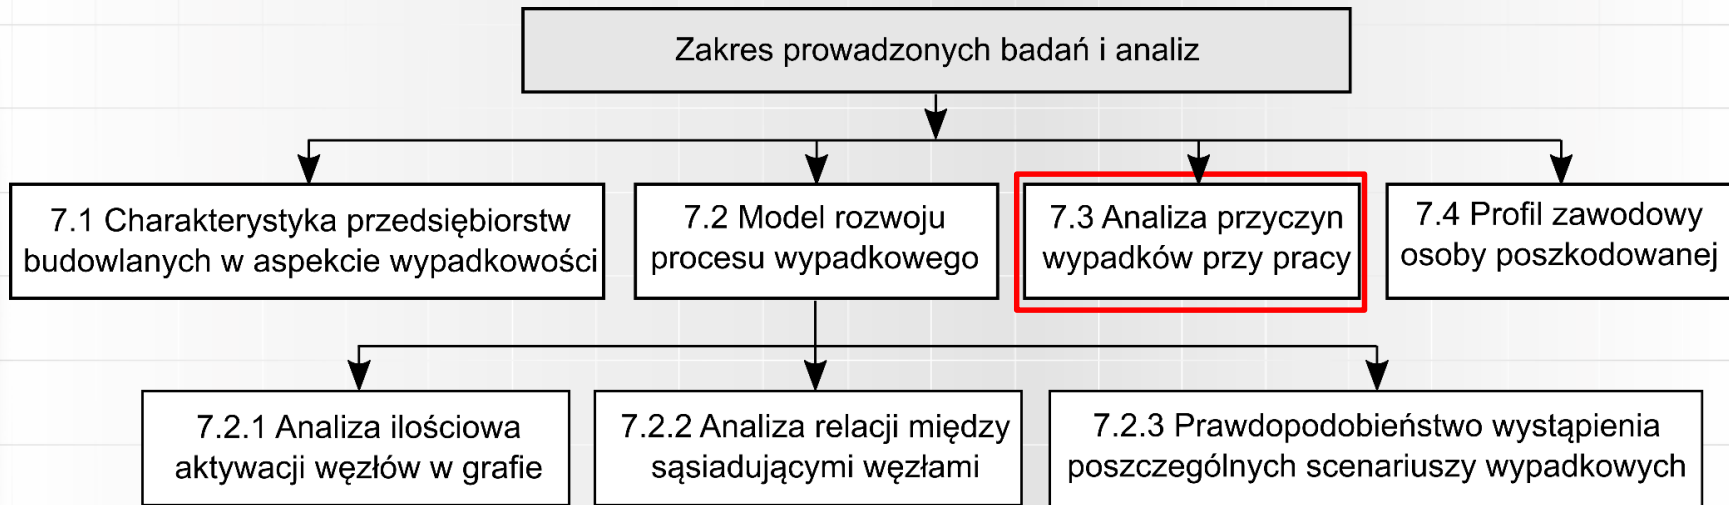 Zakres prowadzonych badań i analiz
7.1 Charakterystyka przedsiębiorstw
budowlanych w aspekcie wypadkowości
7.2 Model rozwoju
procesu wypadkowego
7.3 Analiza przyczyn
wypadków przy pracy
7.4 Profil zawodowy
osoby poszkodowanej
7.2.1 Analiza ilościowa
aktywacji węzłów w grafie
7.2.2 Analiza relacji między
sąsiadującymi węzłami
7.2.3 Prawdopodobieństwo wystąpienia
poszczególnych scenariuszy wypadkowych